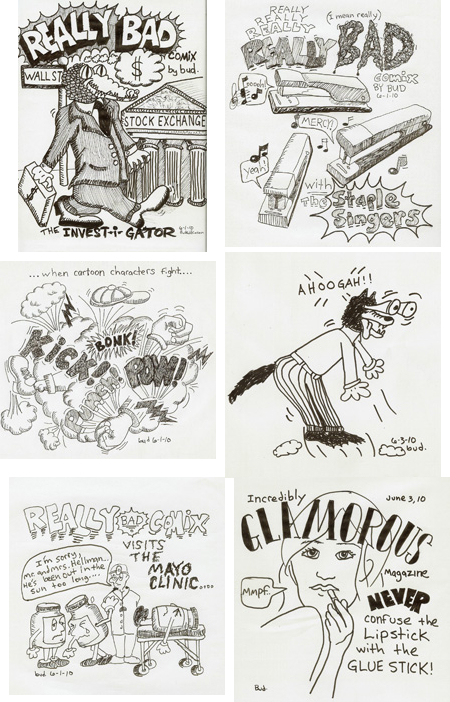 REALLY BAD
comix
by bud.
$
WALL ST
STOCK EXCHANGE
THE INVEST-i-GATOR
6-1-10
REALLY
REALLY
REALLY
(I mean really)
REALLY BAD
COMIX
BY BUD
6-1-10
oooh!
MERCY!
Yeah!
with
THE Staple
Singers
...when cartoon characters fight....
KICK!
BONK!
POW!
PUNCH!
bud 6-1-10
AHOOGAH!!
6-3-10
bud.
REALLY BAD COMIX
VISITS
THE
MAYO
CLINIC....
I'm sorry,
mr. and mrs. Hellman...
He's been out in the
sun too long....
bud 6-1-10
Incredibly
June 3, 10
GLAMOROUS
Magazine
MMPF..
NEVER
confuse the
Lipstick
with the
GLUE STICK!
Bud.